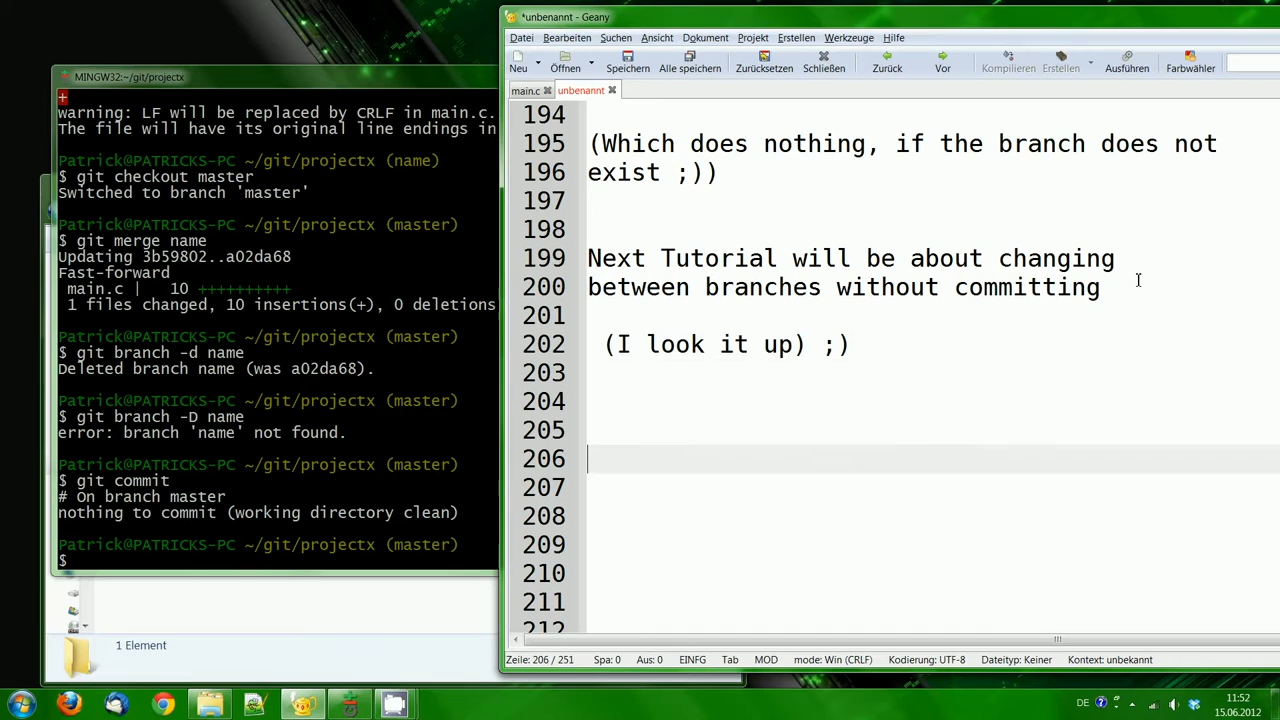 *unbenannt - Geany
Datei Bearbeiten Suchen Ansicht Dokument Projekt Erstellen Werkzeuge Hilfe
Neu Öffnen Speichern Alle speichern Zurücksetzen Schließen Zurück Vor Kompilieren Erstellen Ausführen Farbwähler
main.c unbenannt
MINGW32:~/git/projectx
+
warning: LF will be replaced by CRLF in main.c.
The file will have its original line endings in
Patrick@PATRICKS-PC ~/git/projectx (name)
$ git checkout master
Switched to branch 'master'
Patrick@PATRICKS-PC ~/git/projectx (master)
$ git merge name
Updating 3b59802..a02da68
Fast-forward
main.c | 10 ++++++++++
1 files changed, 10 insertions(+), 0 deletions
Patrick@PATRICKS-PC ~/git/projectx (master)
$ git branch -d name
Deleted branch name (was a02da68).
Patrick@PATRICKS-PC ~/git/projectx (master)
$ git branch -D name
error: branch 'name' not found.
Patrick@PATRICKS-PC ~/git/projectx (master)
$ git commit
# On branch master
nothing to commit (working directory clean)
Patrick@PATRICKS-PC ~/git/projectx (master)
$
194
195 (Which does nothing, if the branch does not
196 exist ;))
197
198
199 Next Tutorial will be about changing
200 between branches without committing
201
202 (I look it up) ;)
203
204
205
206
207
208
209
210
211
212
Zeile: 206 / 251 Spa: 0 Aus: 0 EINFG Tab MOD mode: Win (CRLF) Kodierung: UTF-8 Dateityp: Keiner Kontext: unbekannt
1 Element
DE
11:52
15.06.2012